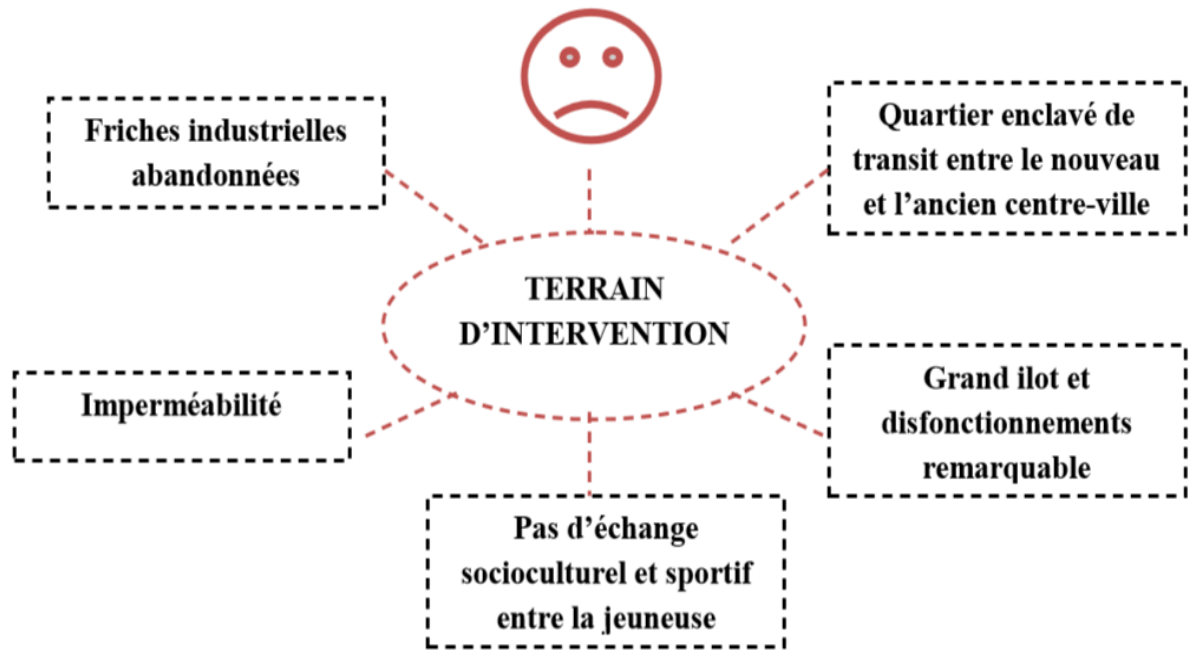 Friches industrielles
abandonnées
Quartier enclavé de
transit entre le nouveau
et l’ancien centre-ville
TERRAIN
D’INTERVENTION
Imperméabilité
Grand ilot et
disfonctionnements
remarquable
Pas d’échange
socioculturel et sportif
entre la jeuneuse